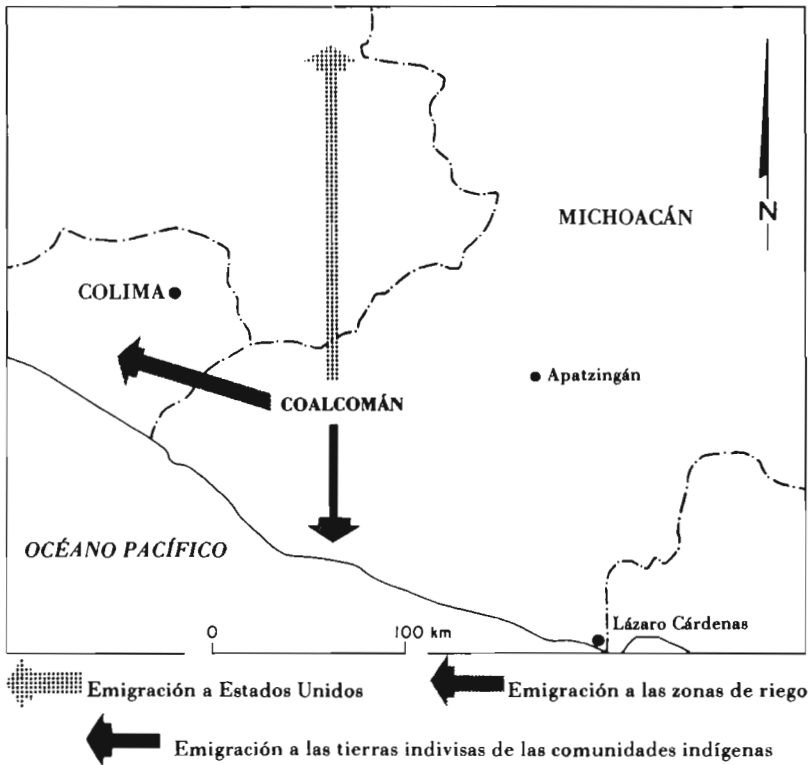 MICHOACÁN
N
COLIMA
Apatzingán
COALCOMÁN
OCÉANO PACÍFICO
Lázaro Cárdenas
0 100 km
Emigración a Estados Unidos
Emigración a las zonas de riego
Emigración a las tierras indivisas de las comunidades indígenas